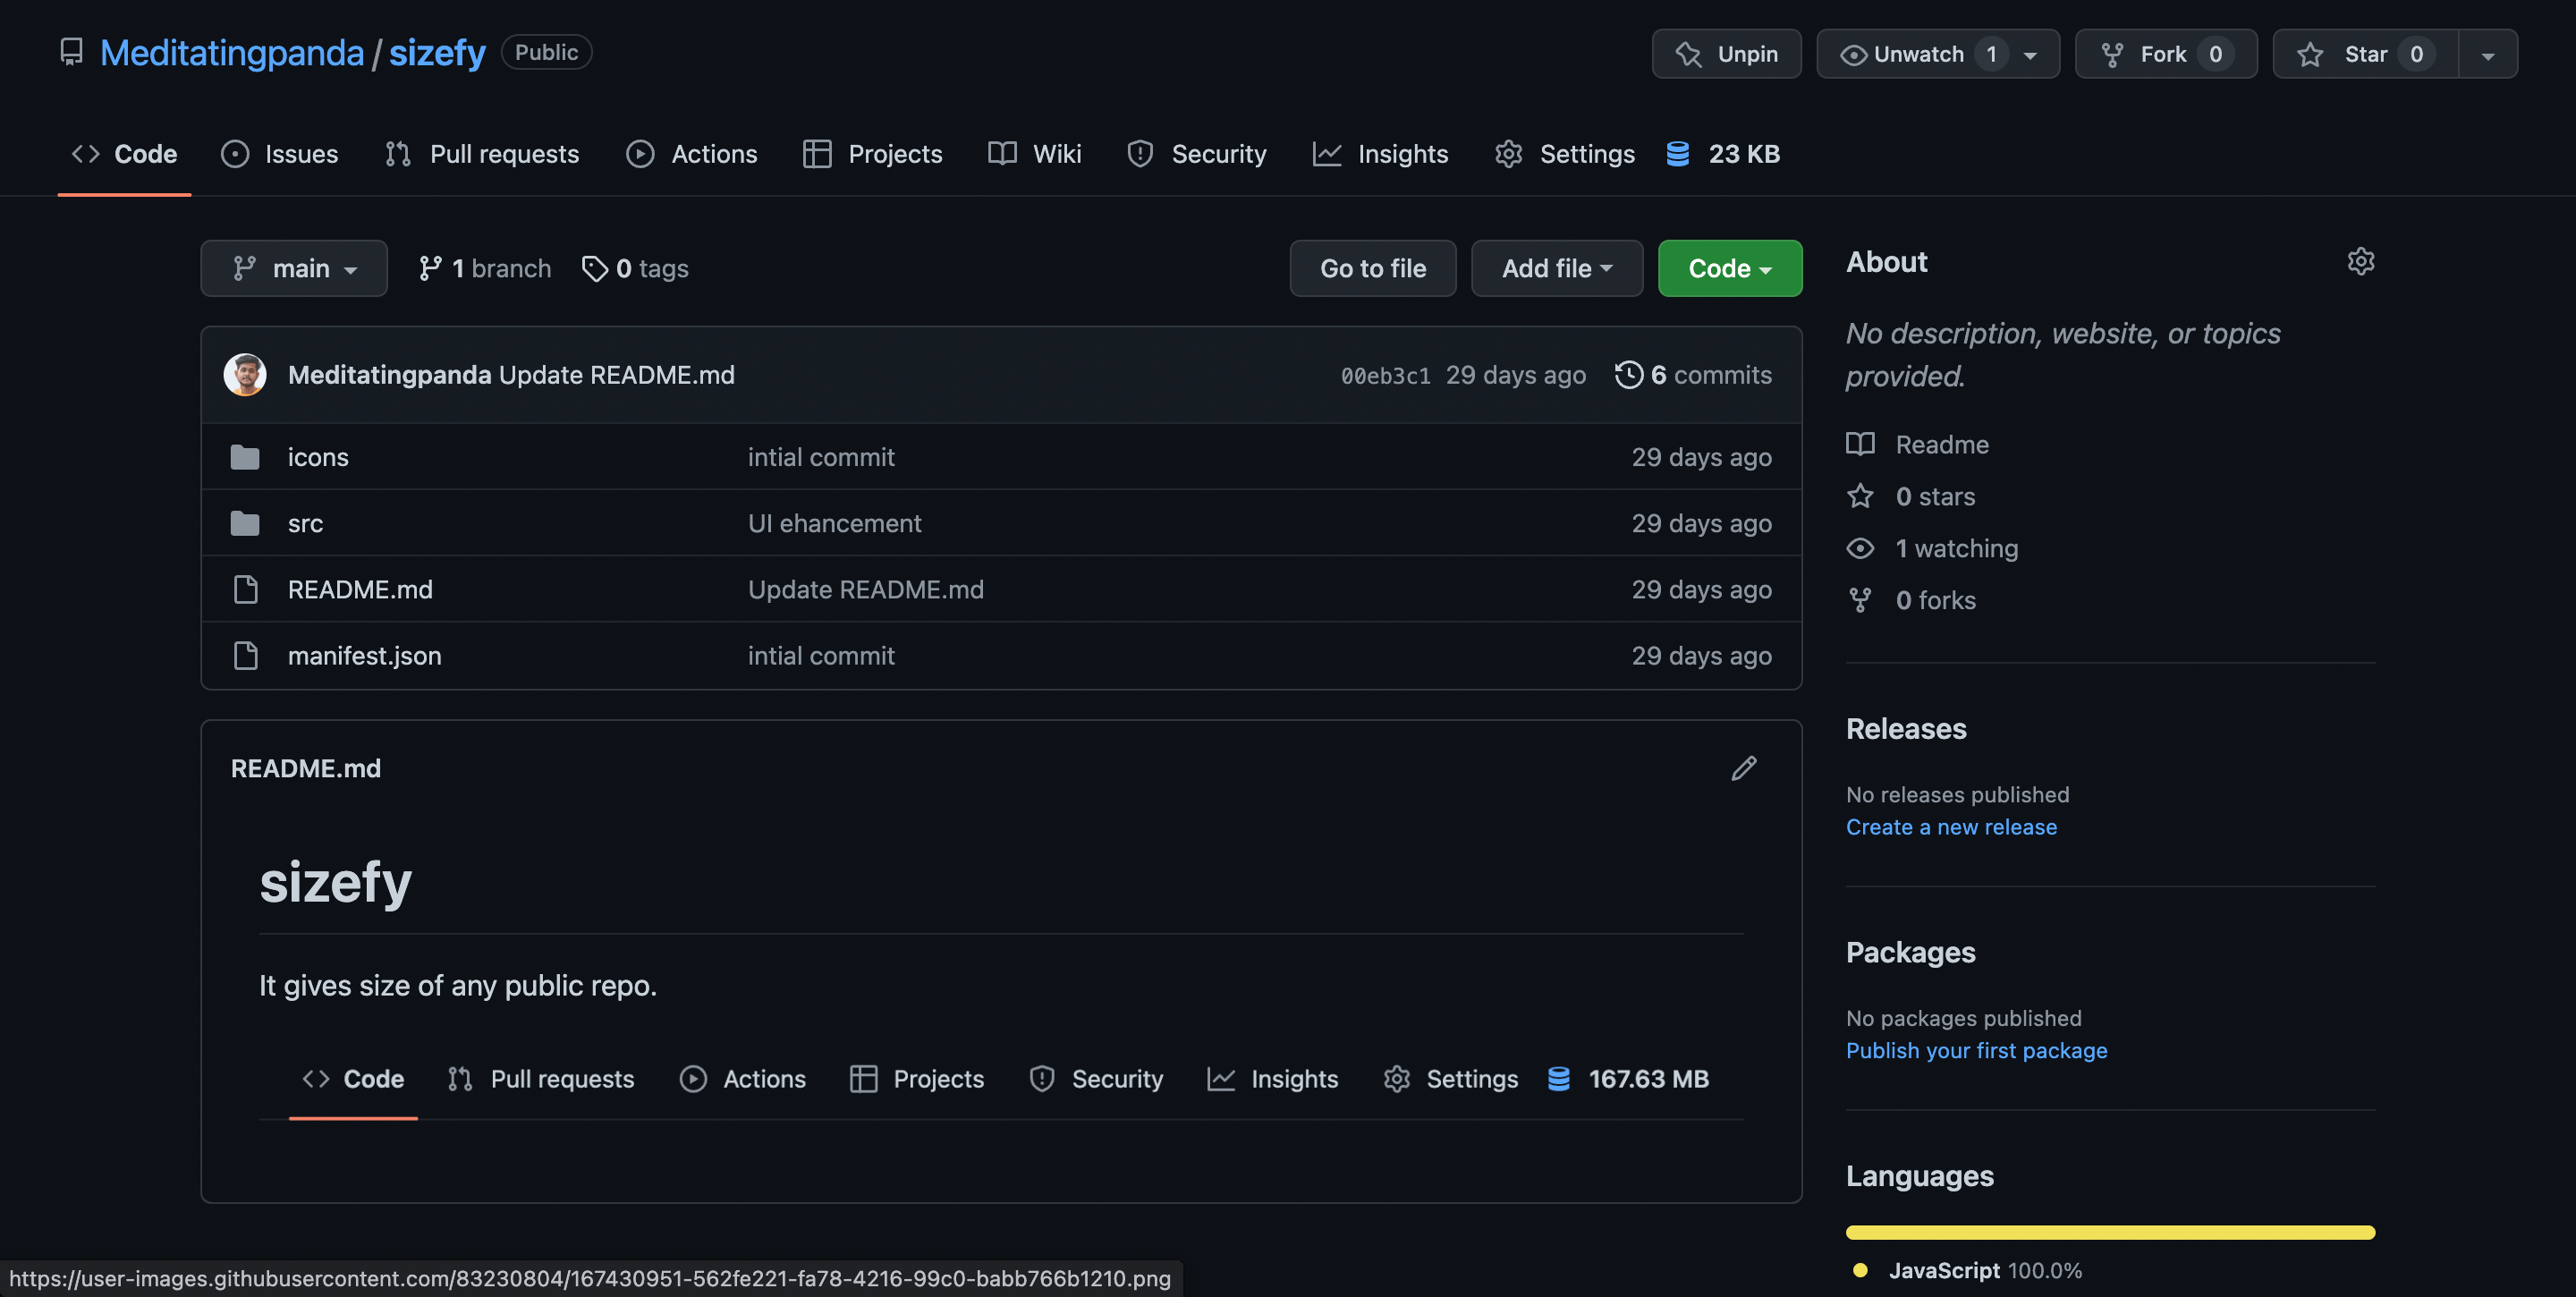 Meditatingpanda / sizefy Public Unpin Unwatch 1 Fork 0 Star 0
Code Issues Pull requests Actions Projects Wiki Security Insights Settings 23 KB
main 1 branch 0 tags Go to file Add file Code
Meditatingpanda Update README.md 00eb3c1 29 days ago 6 commits
icons intial commit 29 days ago
src UI ehancement 29 days ago
README.md Update README.md 29 days ago
manifest.json intial commit 29 days ago
README.md
sizefy
It gives size of any public repo.
Code Pull requests Actions Projects Security Insights Settings 167.63 MB
About
No description, website, or topics
provided.
Readme
0 stars
1 watching
0 forks
Releases
No releases published
Create a new release
Packages
No packages published
Publish your first package
Languages
JavaScript 100.0%
https://user-images.githubusercontent.com/83230804/167430951-562fe221-fa78-4216-99c0-babb766b1210.png